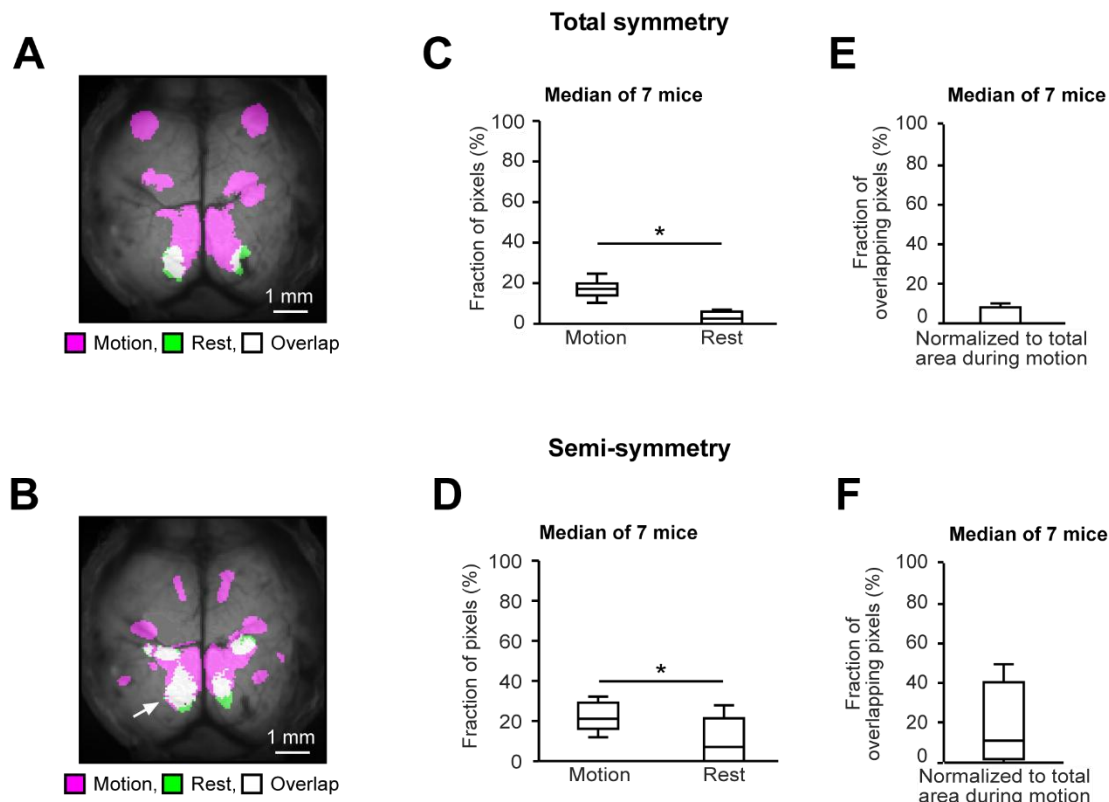 Total symmetry
A
1 mm
Motion, Rest, Overlap
C
Median of 7 mice
Fraction of pixels (%)
100
80
60
40
20
0
*
Motion
Rest
E
Median of 7 mice
Fraction of
overlapping pixels (%)
100
80
60
40
20
0
Normalized to total
area during motion
Semi-symmetry
B
1 mm
Motion, Rest, Overlap
D
Median of 7 mice
Fraction of pixels (%)
100
80
60
40
20
0
*
Motion
Rest
F
Median of 7 mice
Fraction of
overlapping pixels (%)
100
80
60
40
20
0
Normalized to total
area during motion